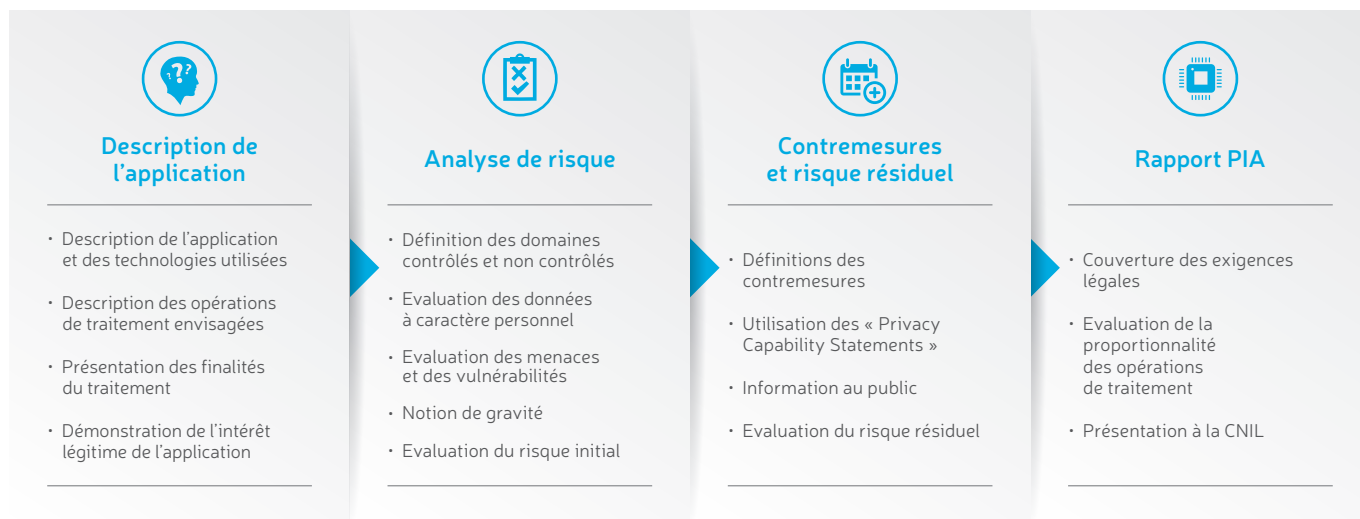 Description de
l'application
· Description de l'application
et des technologies utilisées
· Description des opérations
de traitement envisagées
· Présentation des finalités
du traitement
· Démonstration de l'intérêt
légitime de l'application
Analyse de risque
· Définition des domaines
contrôlés et non contrôlés
· Evaluation des données
à caractère personnel
· Evaluation des menaces
et des vulnérabilités
· Notion de gravité
· Evaluation du risque initial
Contremesures
et risque résiduel
· Définitions des
contremesures
· Utilisation des « Privacy
Capability Statements »
· Information au public
· Evaluation du risque résiduel
Rapport PIA
· Couverture des exigences
légales
· Evaluation de la
proportionnalité
des opérations
de traitement
· Présentation à la CNIL